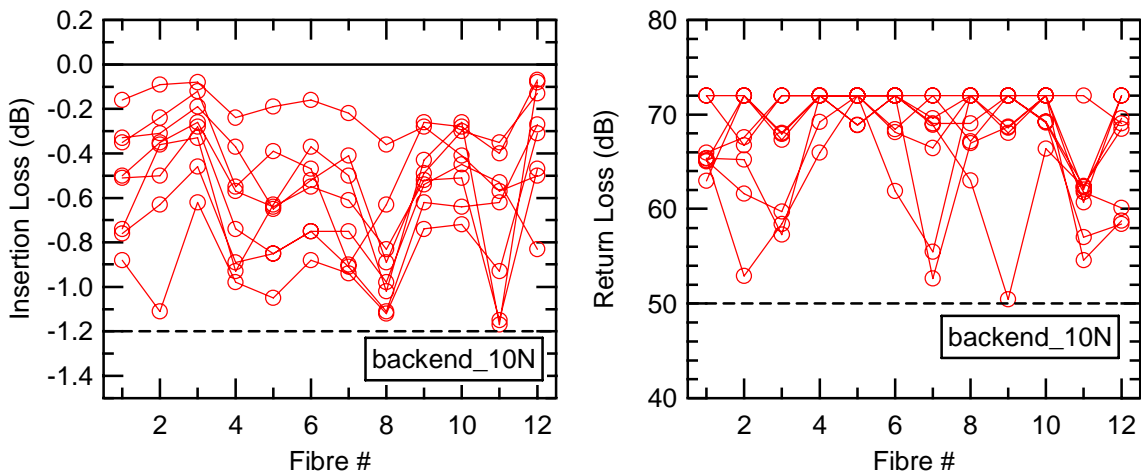 0.2
0.0
-0.2
-0.4
-0.6
-0.8
-1.0
-1.2
-1.4
Insertion Loss (dB)
backend_10N
2 4 6 8 10 12
Fibre #
80
70
60
50
40
Return Loss (dB)
backend_10N
2 4 6 8 10 12
Fibre #